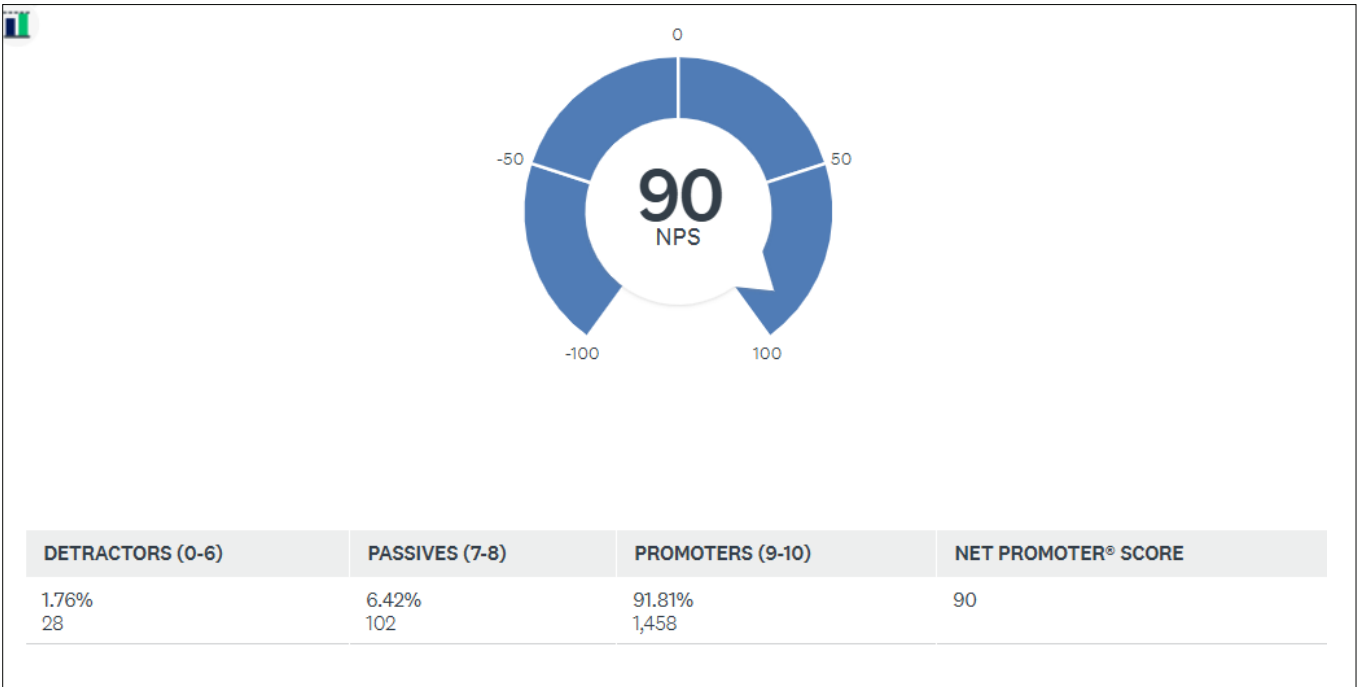 0
-50
50
90
NPS
-100
100
DETRACTORS (0-6) PASSIVES (7-8) PROMOTERS (9-10) NET PROMOTER® SCORE
1.76% 6.42% 91.81% 90
28 102 1,458